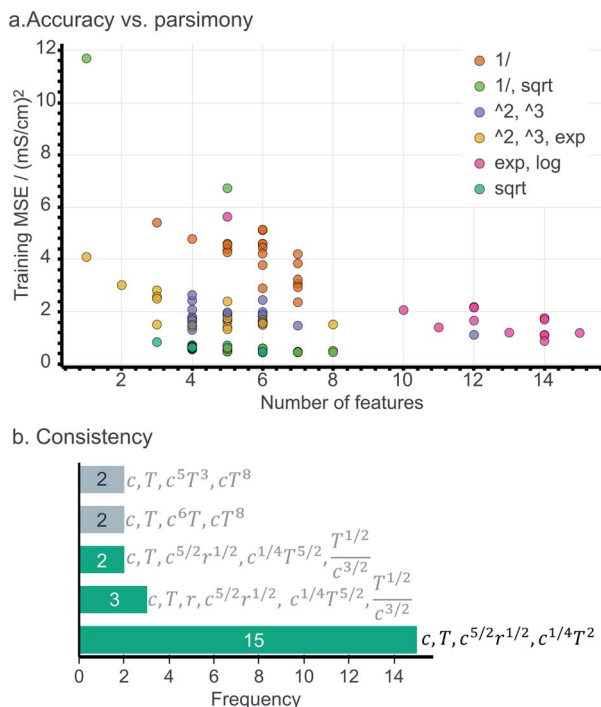 a.Accuracy vs. parsimony
12
10
8
6
4
2
0
Training MSE / (mS/cm)²
1/
1/, sqrt
^2, ^3
^2, ^3, exp
exp, log
sqrt
2 4 6 8 10 12 14
Number of features
b. Consistency
2 c, T, c⁵T³, cT⁸
2 c, T, c⁶T, cT⁸
2 c, T, c^{5/2}r^{1/2}, c^{1/4}T^{5/2}, T^{1/2}/c^{3/2}
3 c, T, r, c^{5/2}r^{1/2}, c^{1/4}T^{5/2}, T^{1/2}/c^{3/2}
15 c, T, c^{5/2}r^{1/2}, c^{1/4}T²
0 2 4 6 8 10 12 14
Frequency